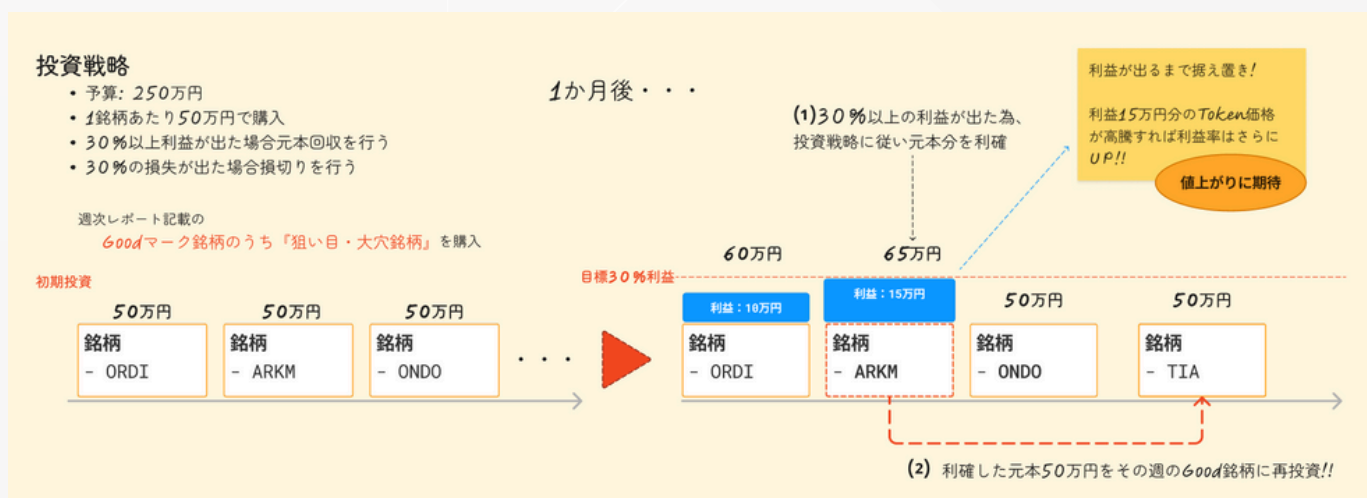 投資戦略
• 予算: 250万円
• 1銘柄あたり50万円で購入
• 30%以上利益が出た場合元本回収を行う
• 30%の損失が出た場合損切りを行う
週次レポート記載の
Goodマーク銘柄のうち『狙い目・大穴銘柄』を購入
初期投資
50万円
50万円
50万円
銘柄
- ORDI
銘柄
- ARKM
銘柄
- ONDO
・・・
1か月後・・・
(1)30%以上の利益が出た為、
投資戦略に従い元本分を利確
利益が出るまで据え置き!
利益15万円分のToken価格
が高騰すれば利益率はさらに
UP!!
値上がりに期待
目標30%利益
60万円
65万円
50万円
50万円
利益：10万円
利益：15万円
銘柄
- ORDI
銘柄
- ARKM
銘柄
- ONDO
銘柄
- TIA
(2) 利確した元本50万円をその週のGood銘柄に再投資!!